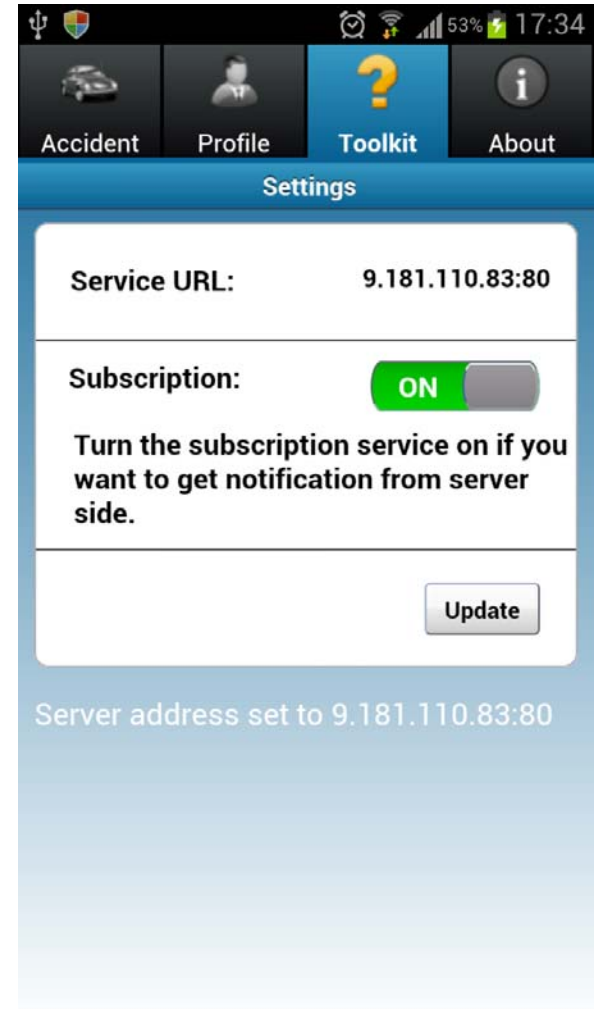 53% 17:34
Accident Profile Toolkit About
Settings
Service URL: 9.181.110.83:80
Subscription: ON
Turn the subscription service on if you
want to get notification from server
side.
Update
Server address set to 9.181.110.83:80